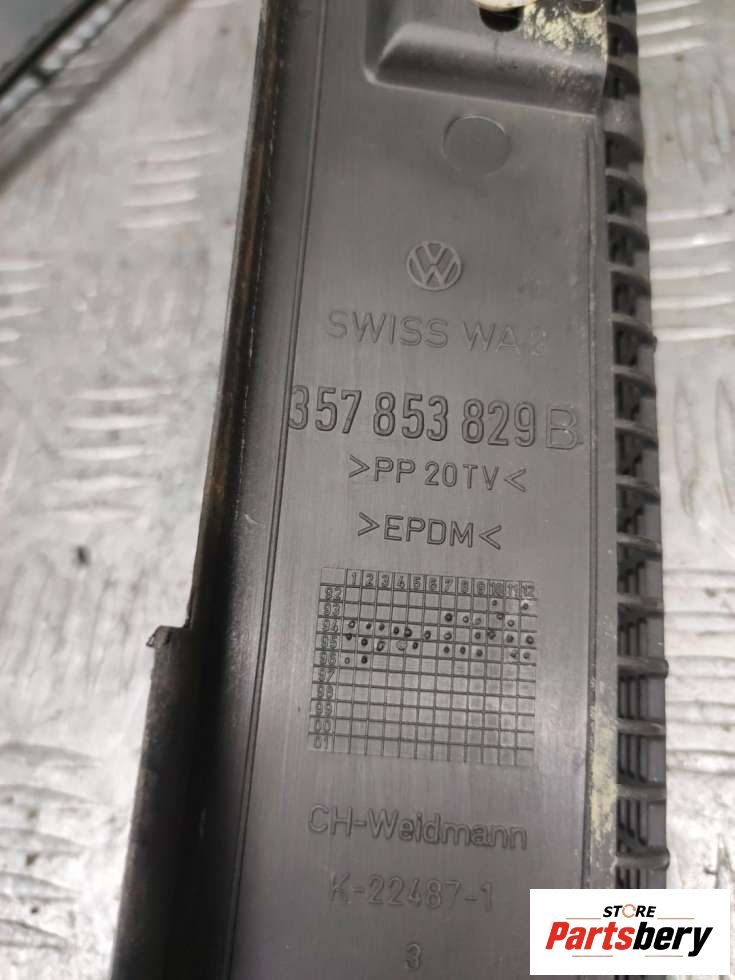 SWISS WA 2
357 853 829 B
>PP 20TV<
>EPDM<
1 2 3 4 5 6 7 8 9 10 11 12
92
93
94
95
96
97
98
99
00
01
CH-Weidmann
K-22487-1
3
STORE
Partsbery